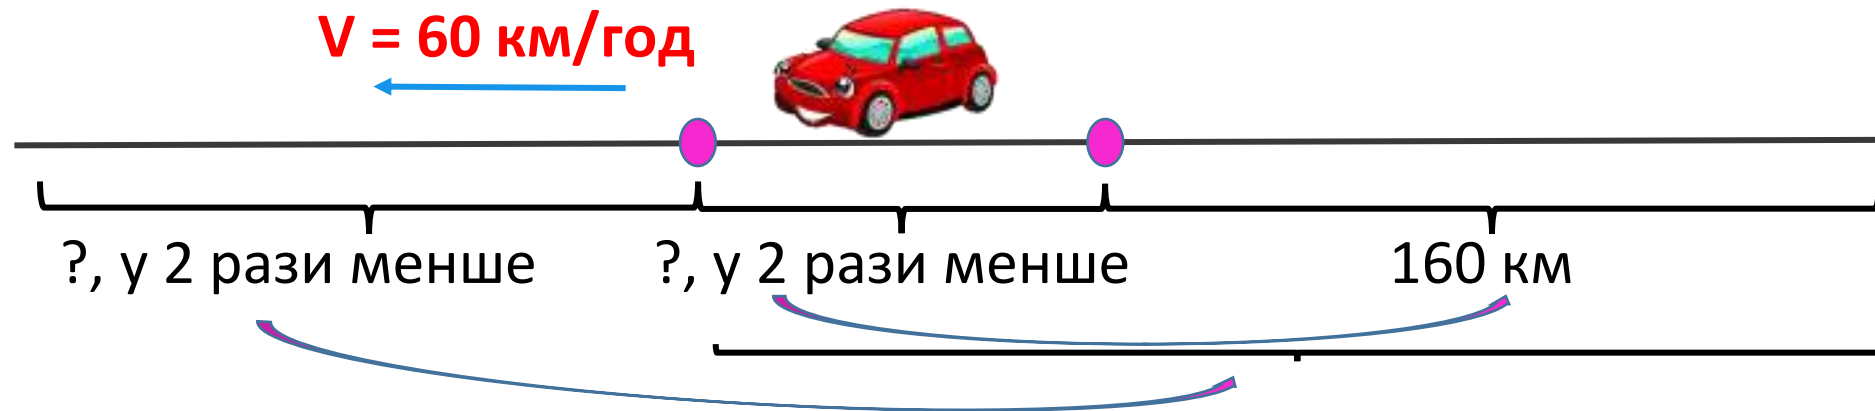 V = 60 км/год
?, у 2 рази менше
?, у 2 рази менше
160 км